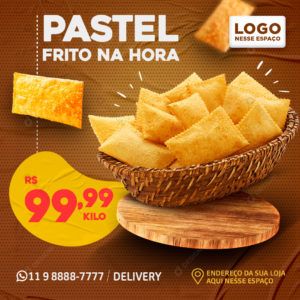 PASTEL
FRITO NA HORA
LOGO
NESSE ESPAÇO
R$
99,99
KILO
11 9 8888-7777 / DELIVERY
ENDEREÇO DA SUA LOJA
AQUI NESSE ESPAÇO